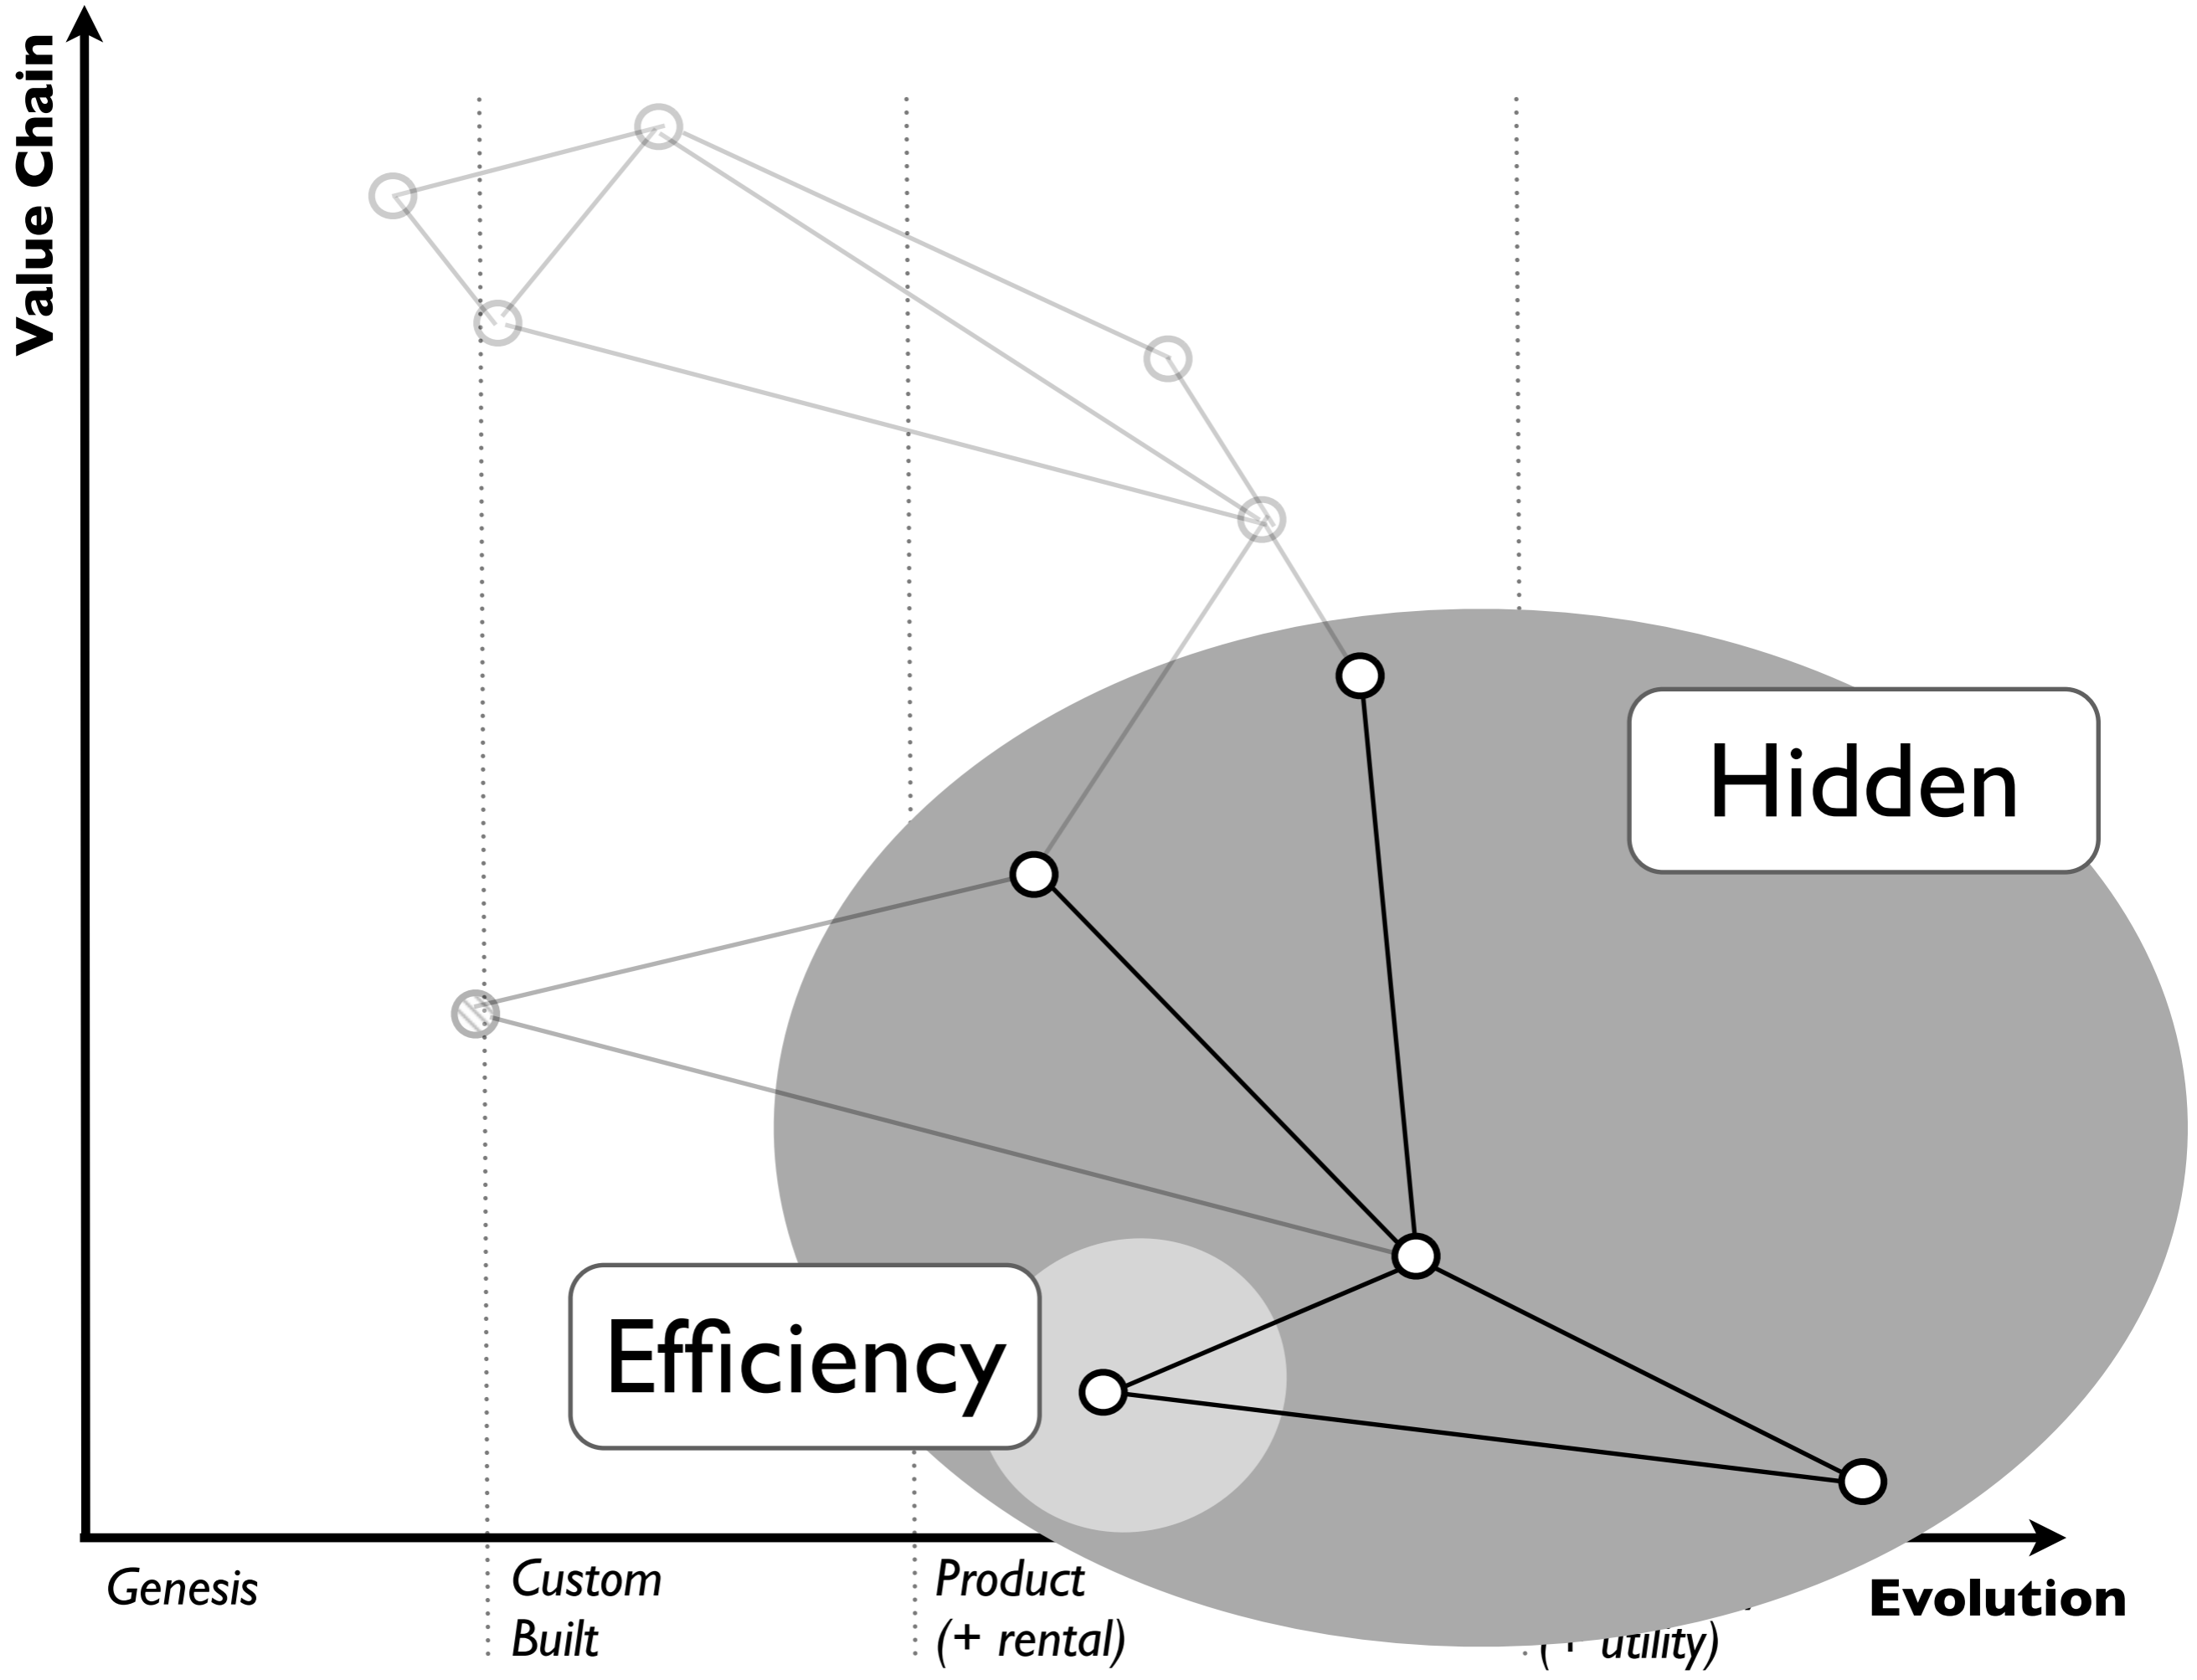 Value Chain
Hidden
Efficiency
Genesis
Custom
Built
Product
(+ rental)
(+ utility)
Evolution